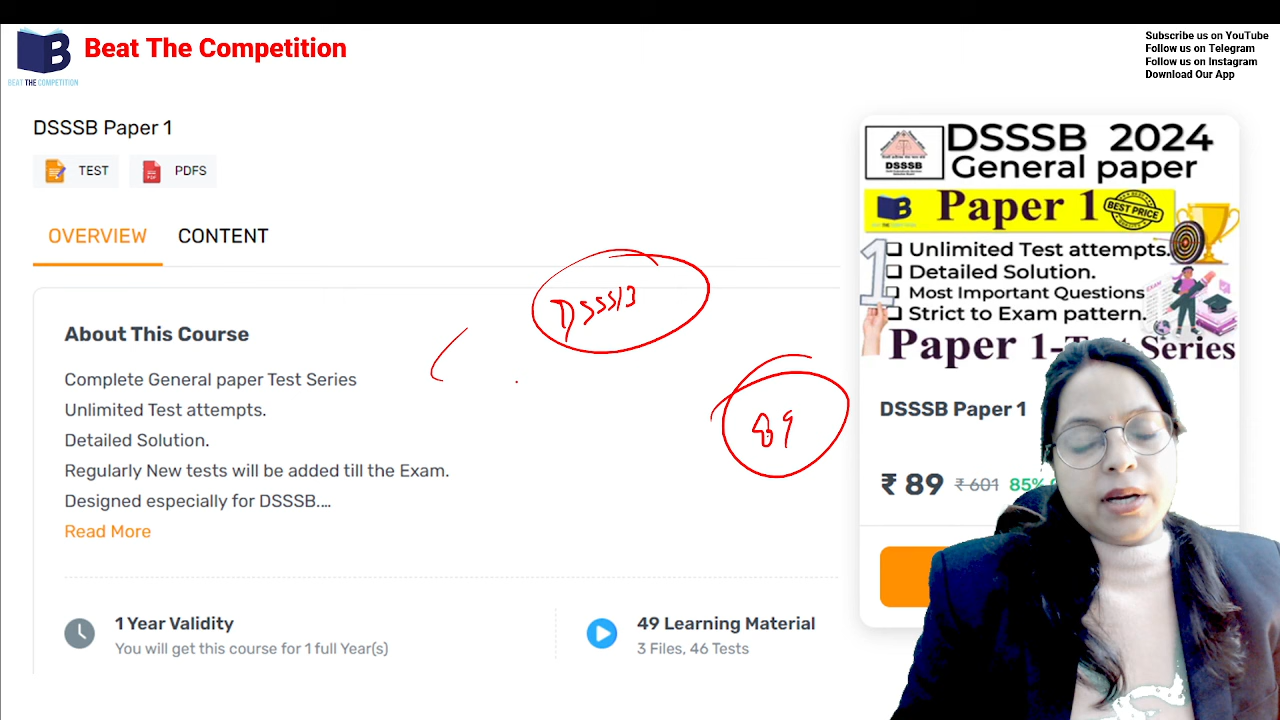 B
BEAT THE COMPETITION
Beat The Competition
Subscribe us on YouTube
Follow us on Telegram
Follow us on Instagram
Download Our App
DSSSB Paper 1
TEST
PDF
PDFS
OVERVIEW
CONTENT
DSSSB
89
About This Course
Complete General paper Test Series
Unlimited Test attempts.
Detailed Solution.
Regularly New tests will be added till the Exam.
Designed especially for DSSSB....
Read More
1 Year Validity
You will get this course for 1 full Year(s)
49 Learning Material
3 Files, 46 Tests
DSSSB
DSSSB 2024
General paper
B
Paper 1
BEST PRICE
1
Unlimited Test attempts.
Detailed Solution.
Most Important Questions
Strict to Exam pattern.
EXAM
Paper 1-Test Series
DSSSB Paper 1
₹ 89 ₹ 601 85%